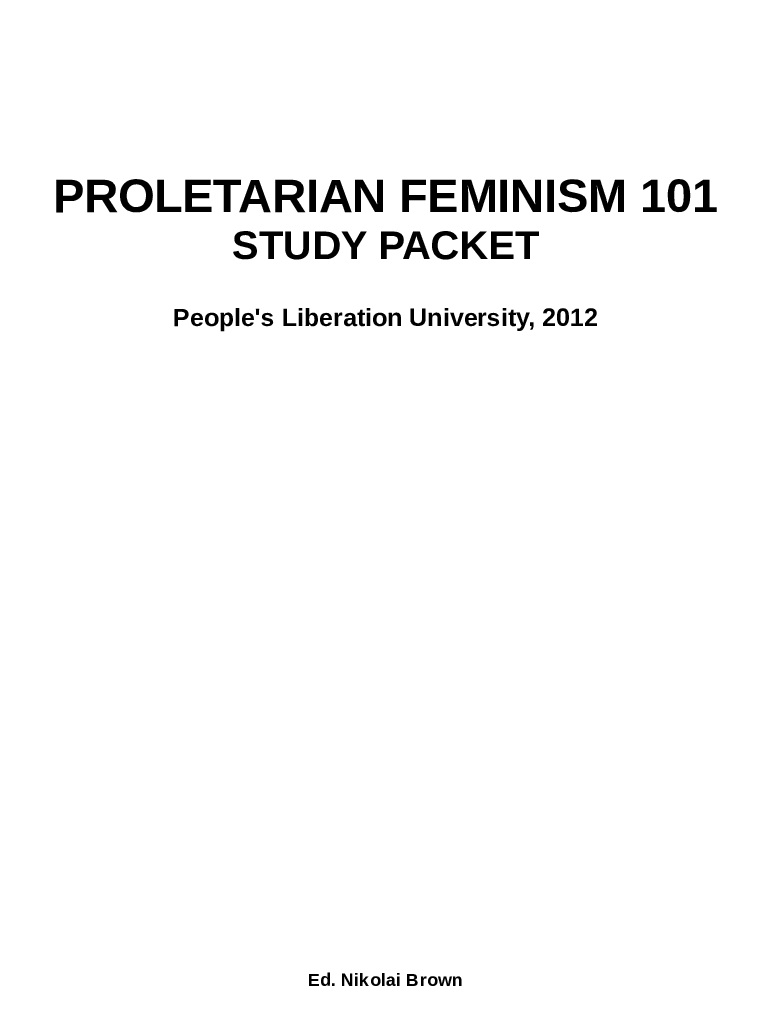 PROLETARIAN FEMINISM 101
STUDY PACKET
People's Liberation University, 2012
Ed. Nikolai Brown